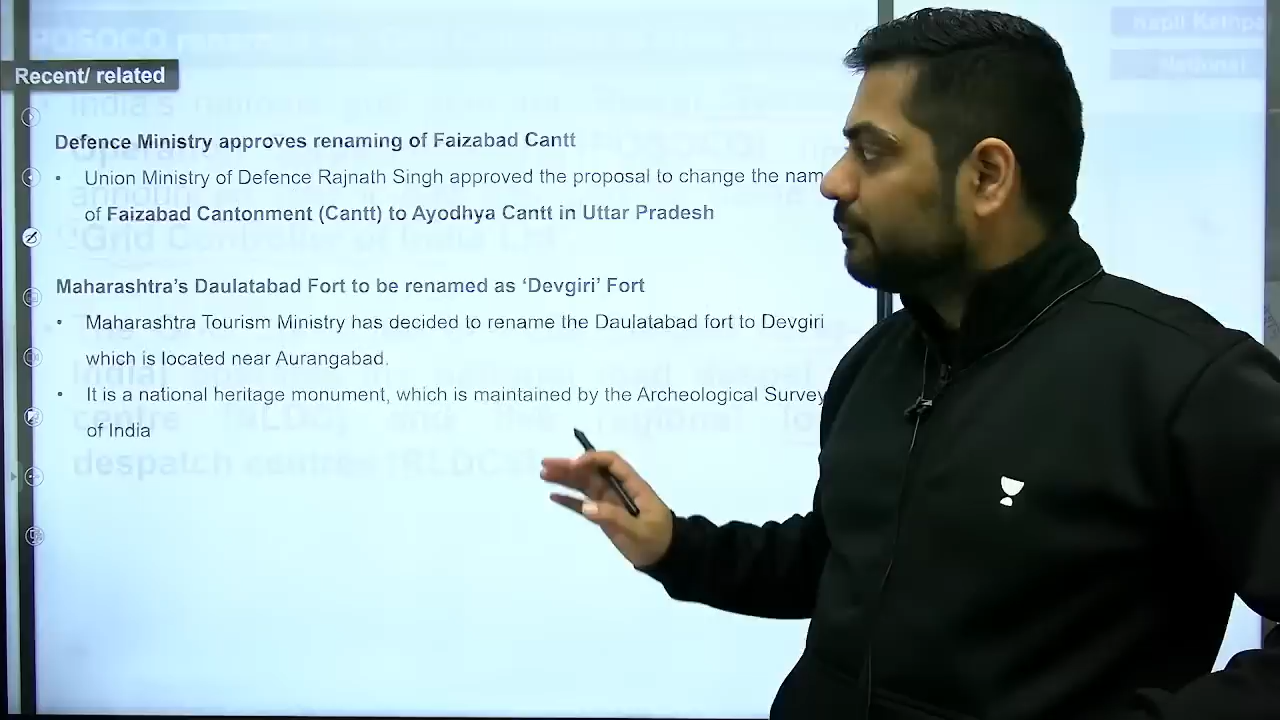 Recent/ related
Defence Ministry approves renaming of Faizabad Cantt
• Union Ministry of Defence Rajnath Singh approved the proposal to change the nam
of Faizabad Cantonment (Cantt) to Ayodhya Cantt in Uttar Pradesh
Maharashtra's Daulatabad Fort to be renamed as ‘Devgiri’ Fort
• Maharashtra Tourism Ministry has decided to rename the Daulatabad fort to Devgiri
which is located near Aurangabad.
• It is a national heritage monument, which is maintained by the Archeological Survey
of India